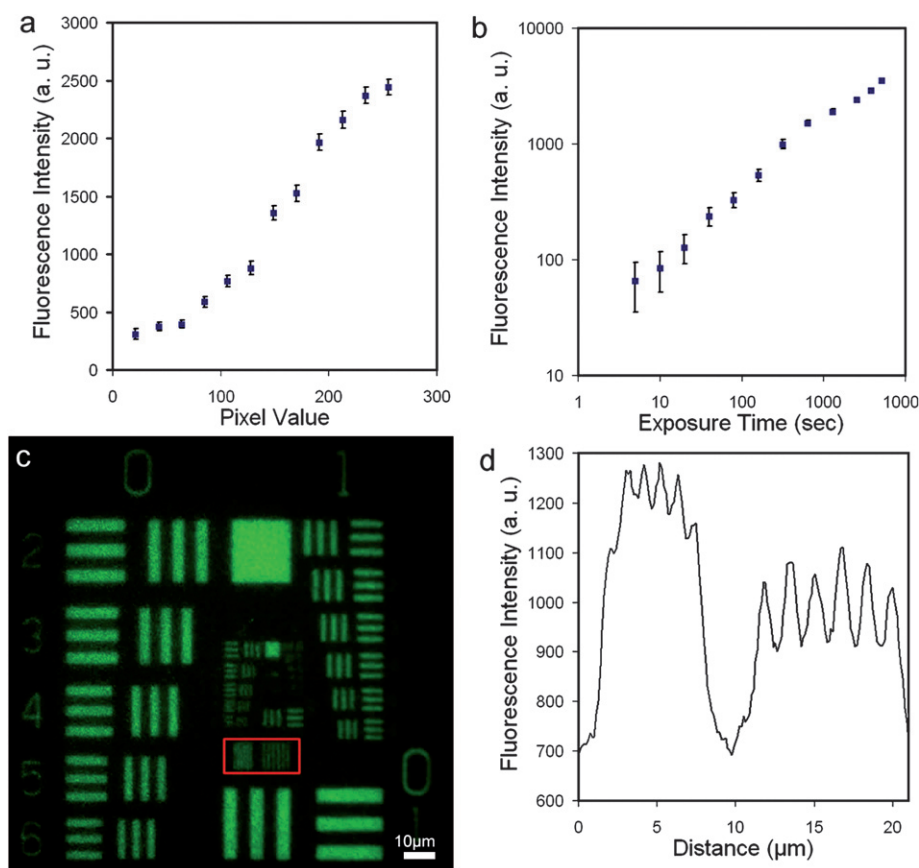 a
3000
2500
2000
1500
1000
500
0
0 100 200 300
Fluorescence Intensity (a. u.)
Pixel Value
b
10000
1000
100
10
1 10 100 1000 10000
Fluorescence Intensity (a. u.)
Exposure Time (sec)
c
0 1
2
3
4
5
6
0
1
10µm
d
1300
1200
1100
1000
900
800
700
600
0 5 10 15 20
Fluorescence Intensity (a. u.)
Distance (µm)